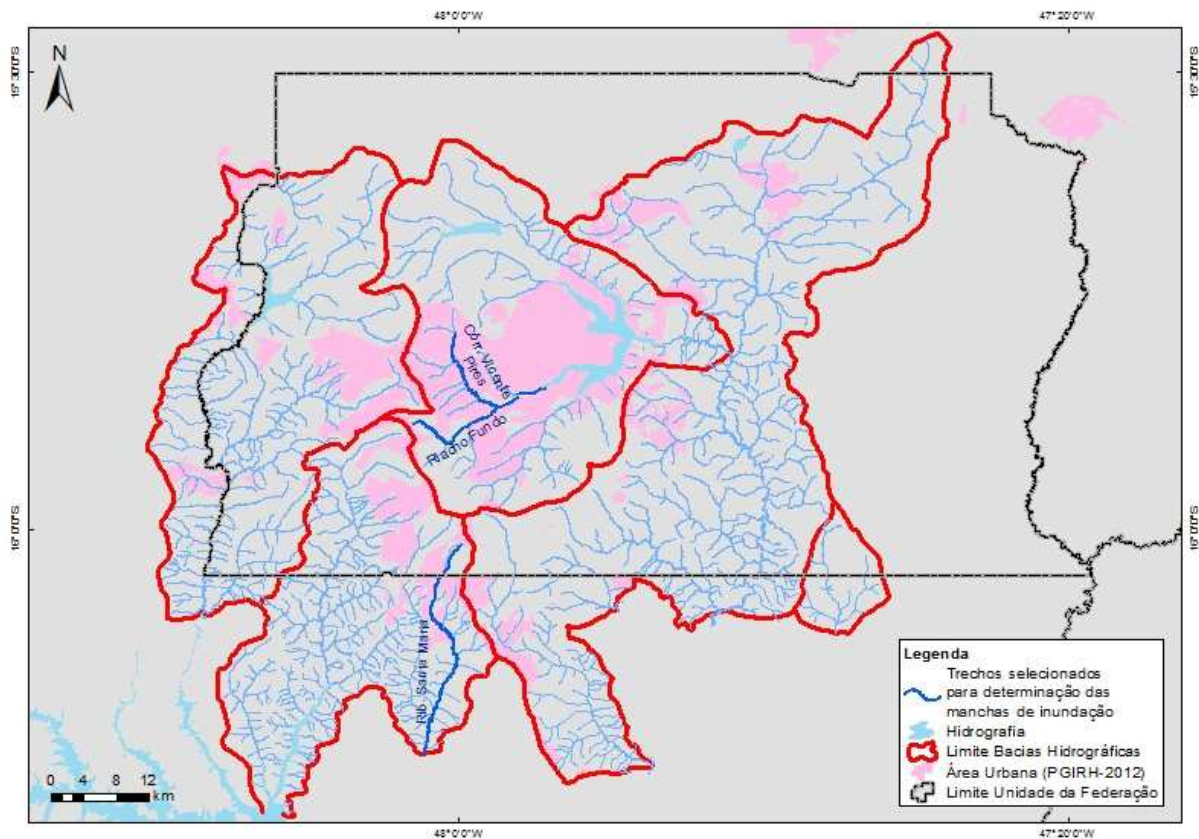 48°0'0"W
47°20'0"W
15°30'0"S
15°30'0"S
N
Córr. Vicente
Pires
Riacho Fundo
16°0'0"S
16°0'0"S
Rib. Santa Maria
Legenda
Trechos selecionados
para determinação das
manchas de inundação
Hidrografia
Limite Bacias Hidrográficas
Área Urbana (PGIRH-2012)
Limite Unidade da Federação
0 4 8 12
km
48°0'0"W
47°20'0"W